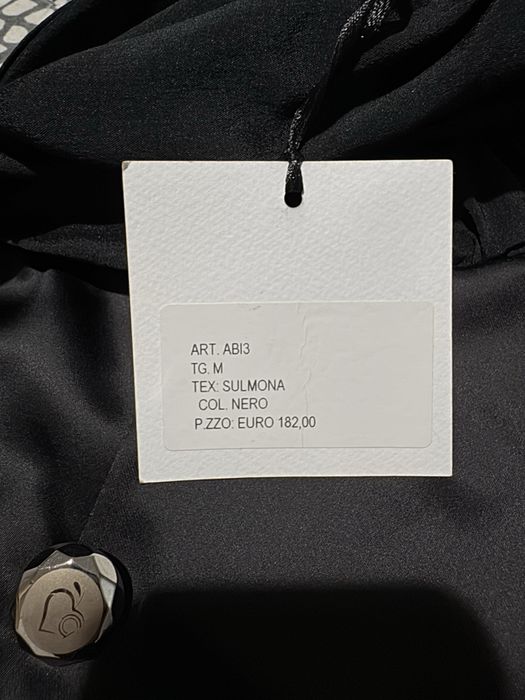 ART. ABI3
TG. M
TEX: SULMONA
COL. NERO
P.ZZO: EURO 182,00